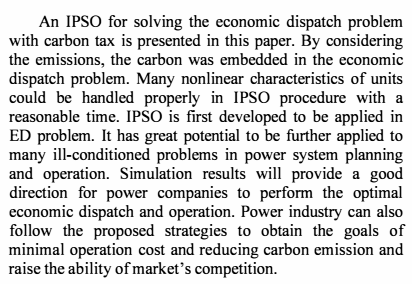 An IPSO for solving the economic dispatch problem
with carbon tax is presented in this paper. By considering
the emissions, the carbon was embedded in the economic
dispatch problem. Many nonlinear characteristics of units
could be handled properly in IPSO procedure with a
reasonable time. IPSO is first developed to be applied in
ED problem. It has great potential to be further applied to
many ill-conditioned problems in power system planning
and operation. Simulation results will provide a good
direction for power companies to perform the optimal
economic dispatch and operation. Power industry can also
follow the proposed strategies to obtain the goals of
minimal operation cost and reducing carbon emission and
raise the ability of market's competition.